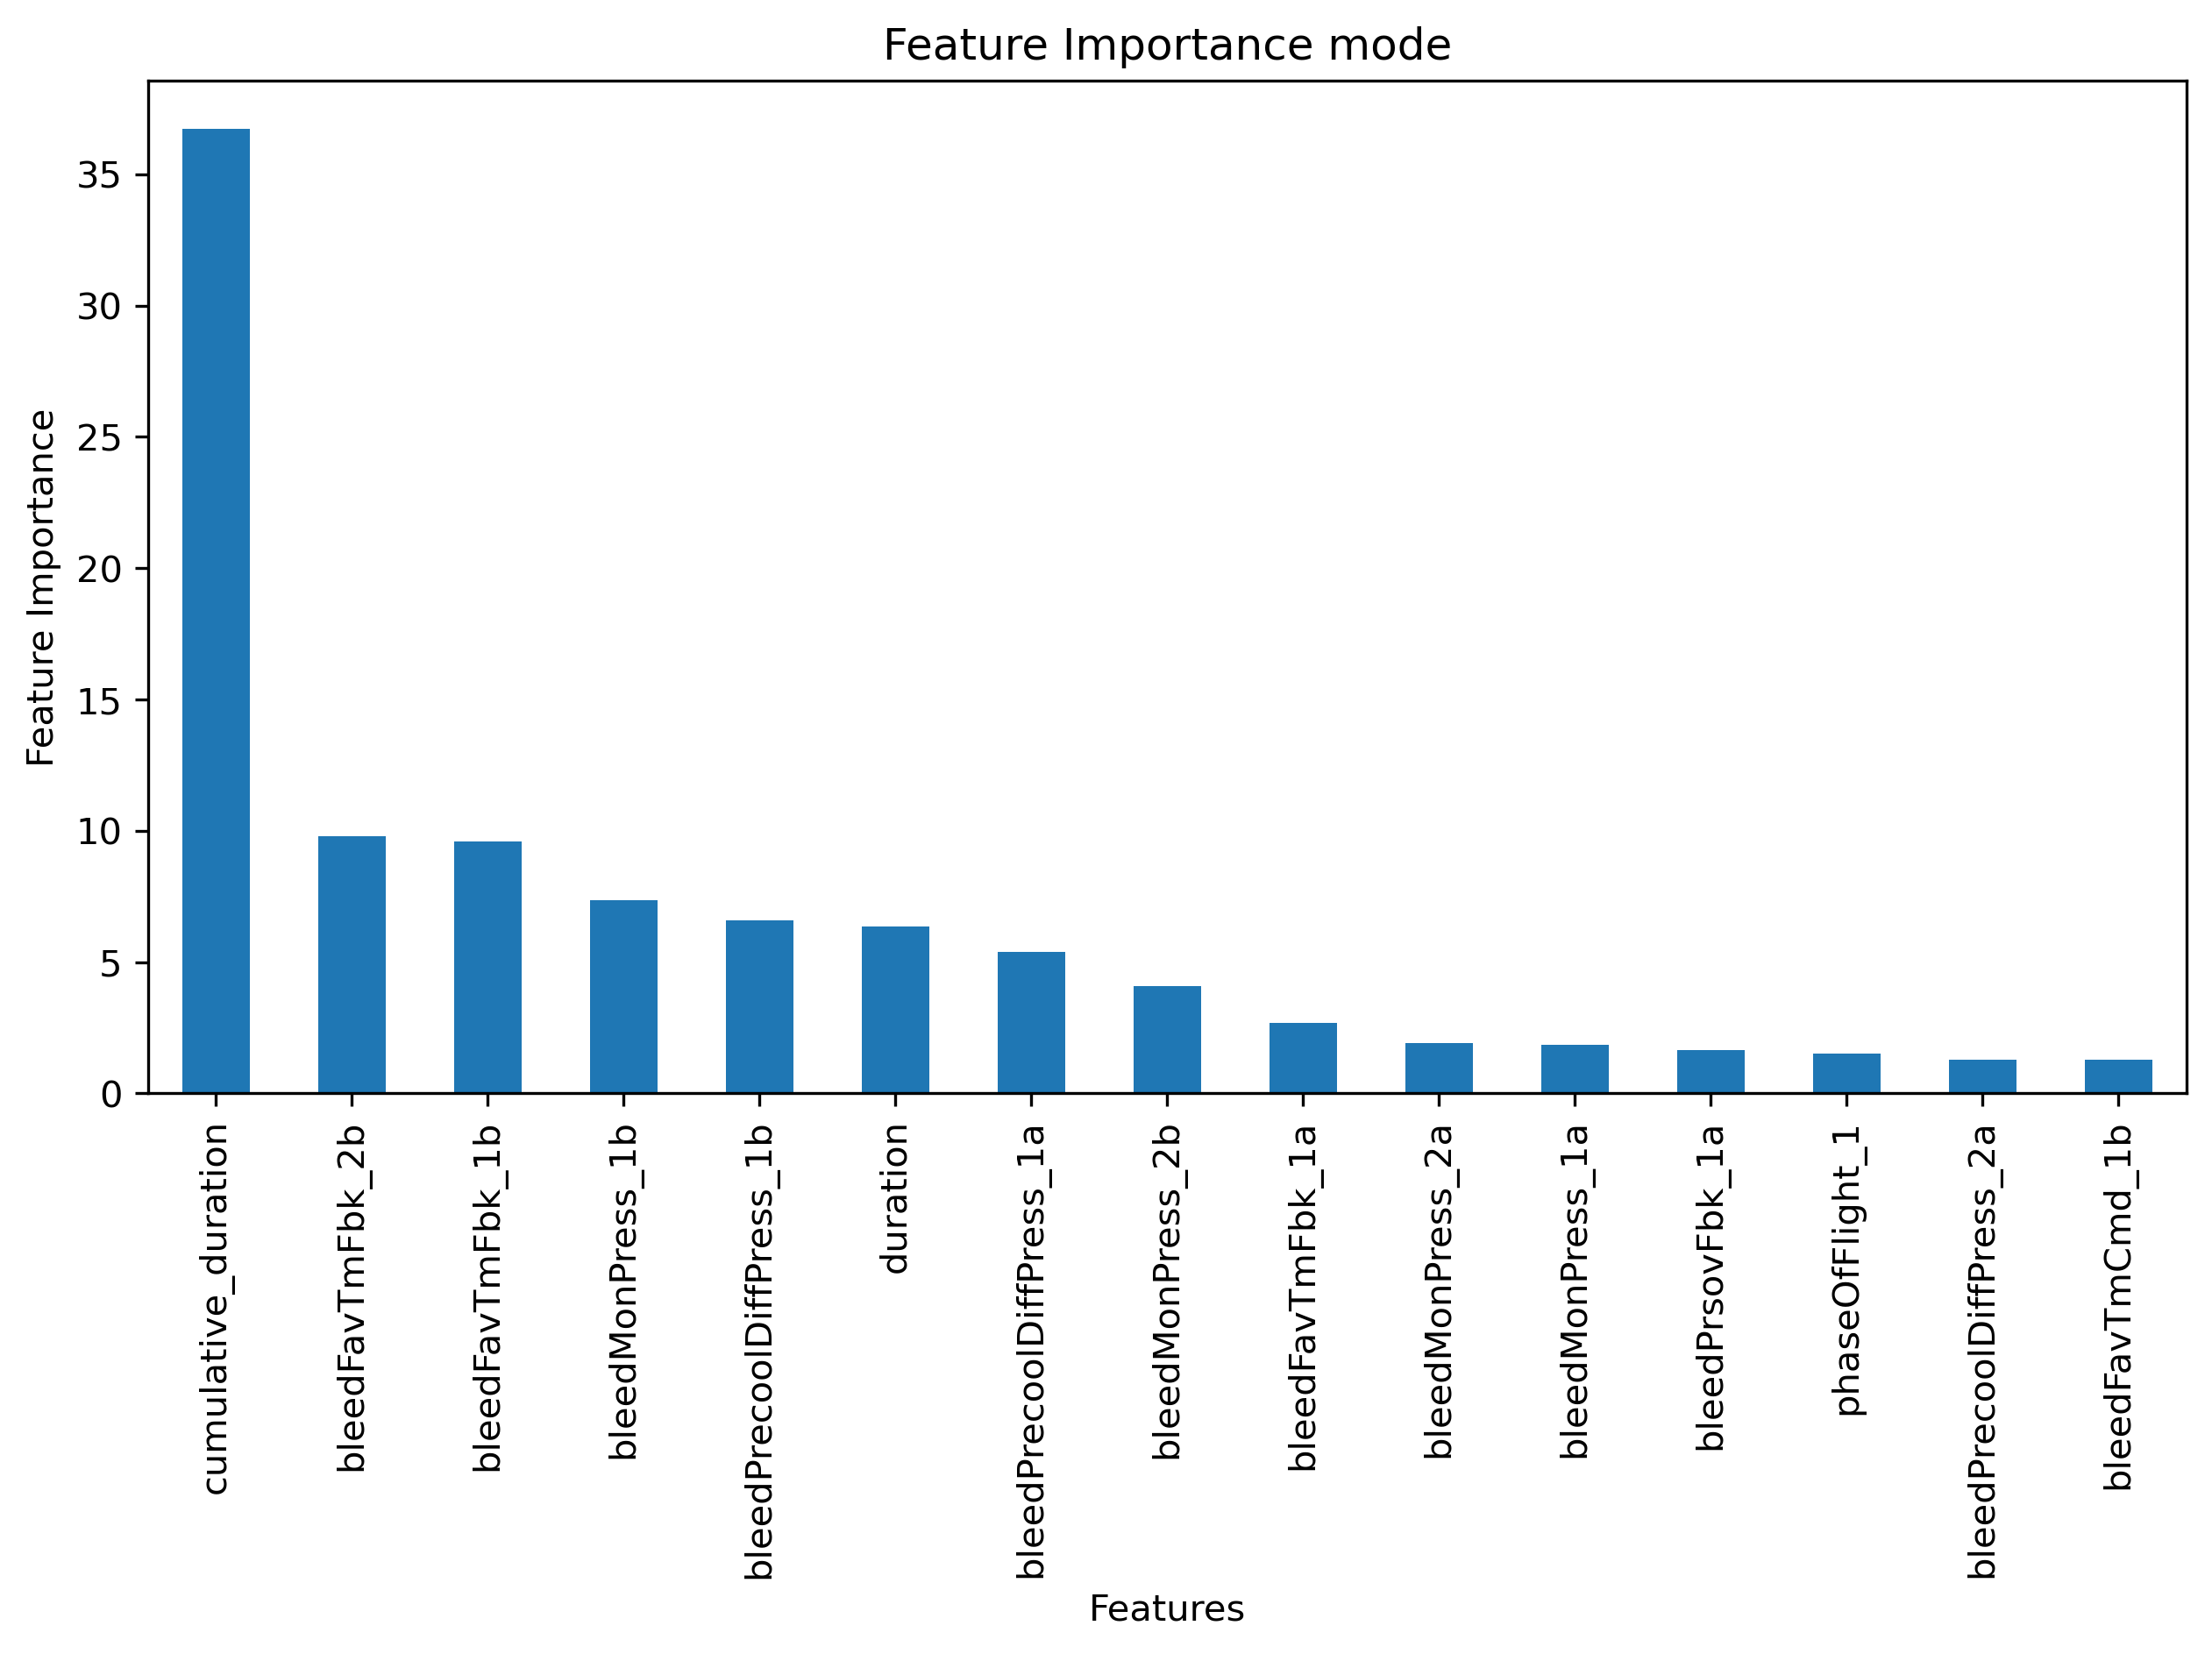 Feature Importance mode
Feature Importance
35
30
25
20
15
10
5
0
cumulative_duration
bleedFavTmFbk_2b
bleedFavTmFbk_1b
bleedMonPress_1b
bleedPrecoolDiffPress_1b
duration
bleedPrecoolDiffPress_1a
bleedMonPress_2b
bleedFavTmFbk_1a
bleedMonPress_2a
bleedMonPress_1a
bleedPrsovFbk_1a
phaseOfFlight_1
bleedPrecoolDiffPress_2a
bleedFavTmCmd_1b
Features